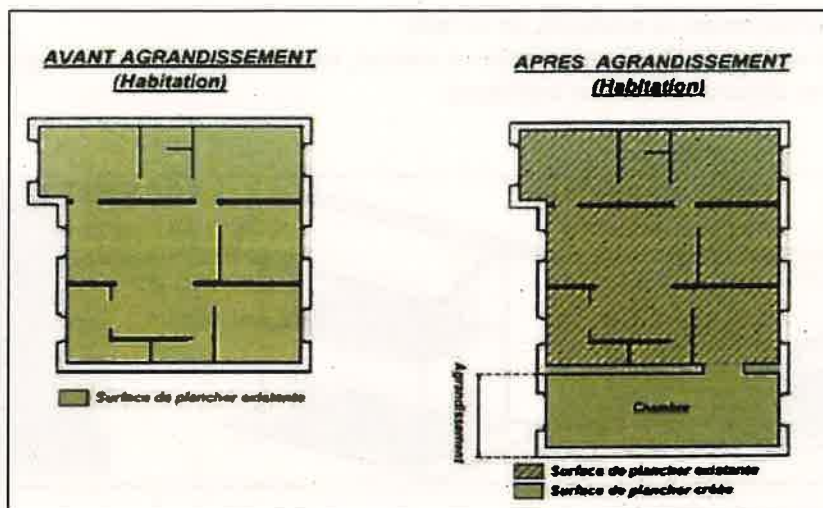 AVANT AGRANDISSEMENT
(Habitation)
Surface de plancher existante
APRES AGRANDISSEMENT
(Habitation)
Agrandissement
Chambre
Surface de plancher existante
Surface de plancher créée